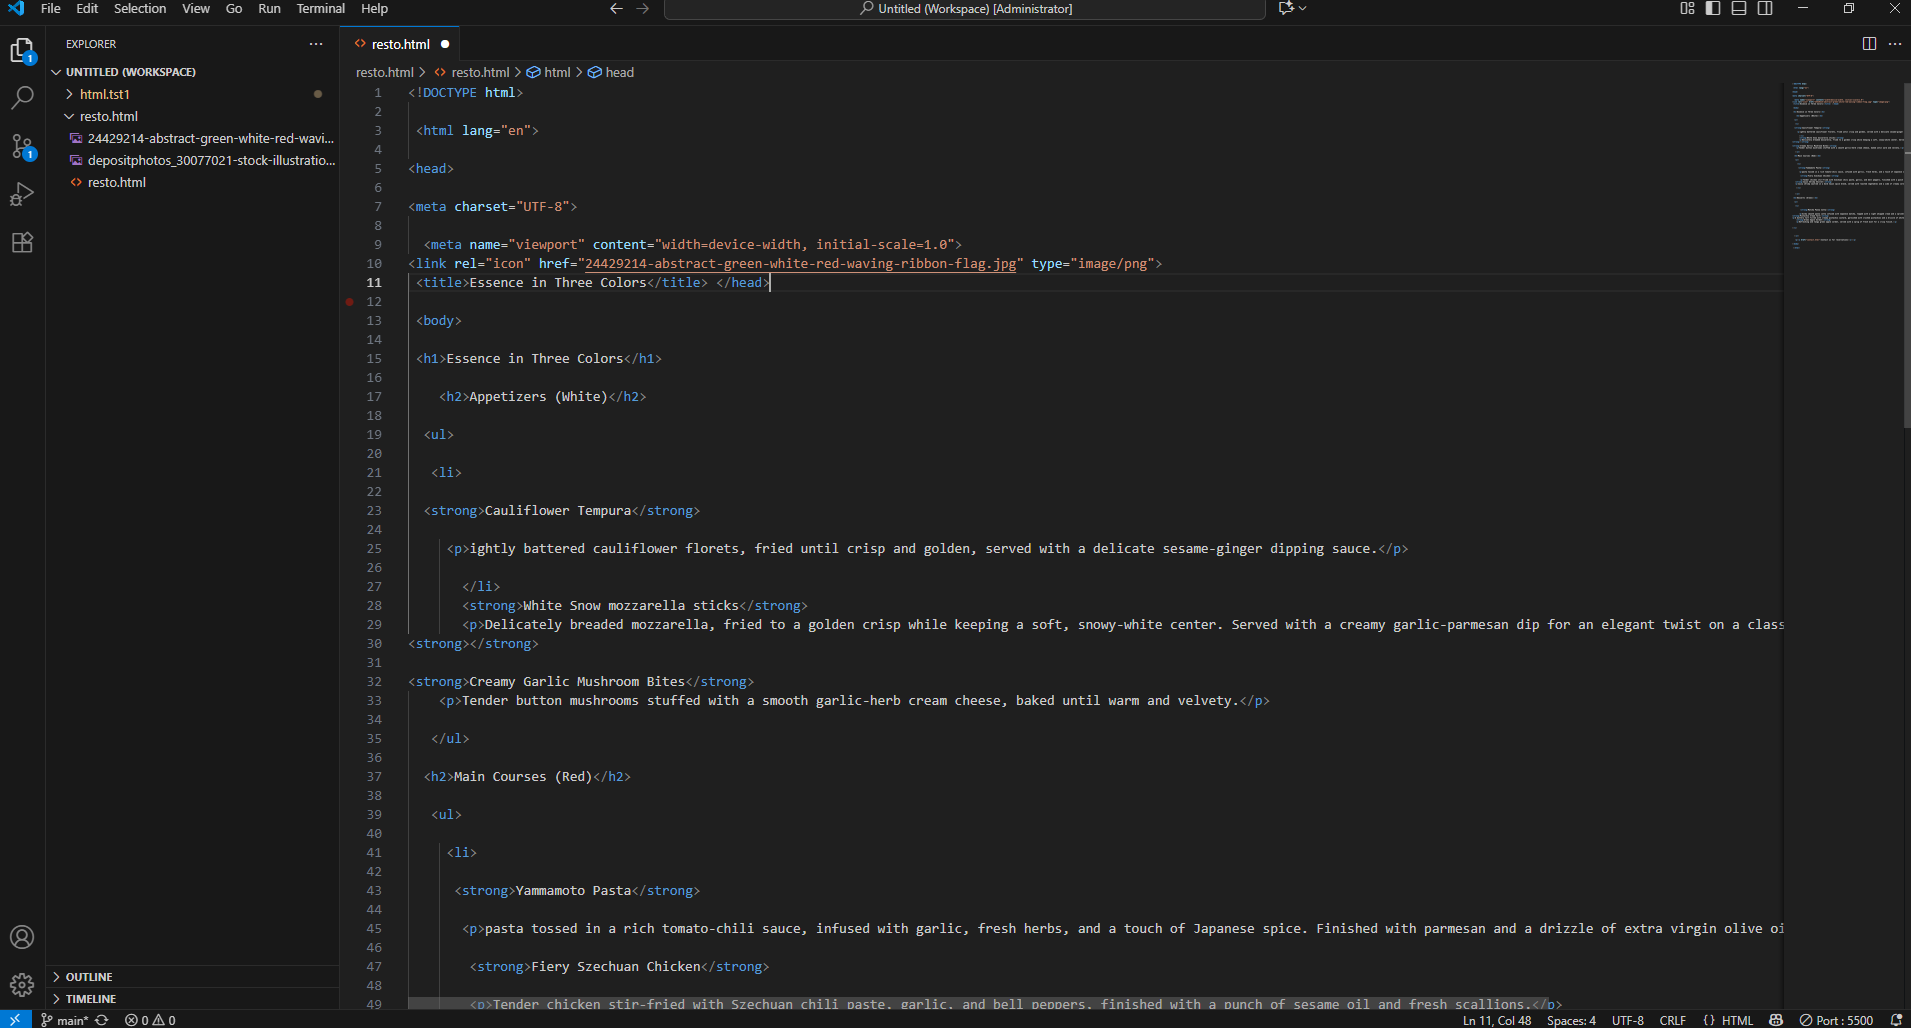 File Edit Selection View Go Run Terminal Help
Untitled (Workspace) [Administrator]
EXPLORER
UNTITLED (WORKSPACE)
html.tst1
resto.html
24429214-abstract-green-white-red-wavi...
depositphotos_30077021-stock-illustratio...
resto.html
OUTLINE
TIMELINE
resto.html
resto.html > resto.html > html > head
1 <!DOCTYPE html>
2
3 <html lang="en">
4
5 <head>
6
7 <meta charset="UTF-8">
8
9 <meta name="viewport" content="width=device-width, initial-scale=1.0">
10 <link rel="icon" href="24429214-abstract-green-white-red-waving-ribbon-flag.jpg" type="image/png">
11 <title>Essence in Three Colors</title> </head>
12
13 <body>
14
15 <h1>Essence in Three Colors</h1>
16
17 <h2>Appetizers (White)</h2>
18
19 <ul>
20
21 <li>
22
23 <strong>Cauliflower Tempura</strong>
24
25 <p>ightly battered cauliflower florets, fried until crisp and golden, served with a delicate sesame-ginger dipping sauce.</p>
26
27 </li>
28 <strong>White Snow mozzarella sticks</strong>
29 <p>Delicately breaded mozzarella, fried to a golden crisp while keeping a soft, snowy-white center. Served with a creamy garlic-parmesan dip for an elegant twist on a class
30 <strong></strong>
31
32 <strong>Creamy Garlic Mushroom Bites</strong>
33 <p>Tender button mushrooms stuffed with a smooth garlic-herb cream cheese, baked until warm and velvety.</p>
34
35 </ul>
36
37 <h2>Main Courses (Red)</h2>
38
39 <ul>
40
41 <li>
42
43 <strong>Yammamoto Pasta</strong>
44
45 <p>pasta tossed in a rich tomato-chili sauce, infused with garlic, fresh herbs, and a touch of Japanese spice. Finished with parmesan and a drizzle of extra virgin olive oi
46
47 <strong>Fiery Szechuan Chicken</strong>
48
49 <p>Tender chicken stir-fried with Szechuan chili paste, garlic, and bell peppers, finished with a punch of sesame oil and fresh scallions.</p>
1
1
main* 0 0
Ln 11, Col 48 Spaces: 4 UTF-8 CRLF {} HTML Port : 5500